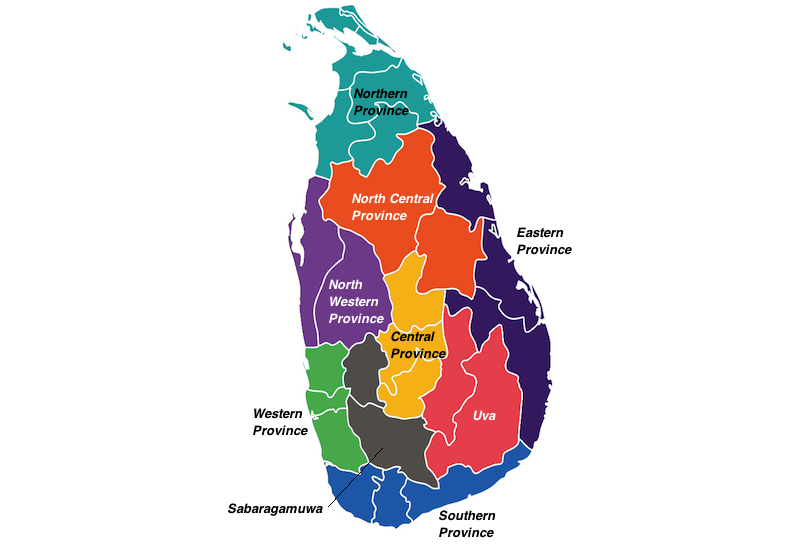 Northern
Province
North Central
Province
Eastern
Province
North
Western
Province
Central
Province
Western
Province
Uva
Sabaragamuwa
Southern
Province